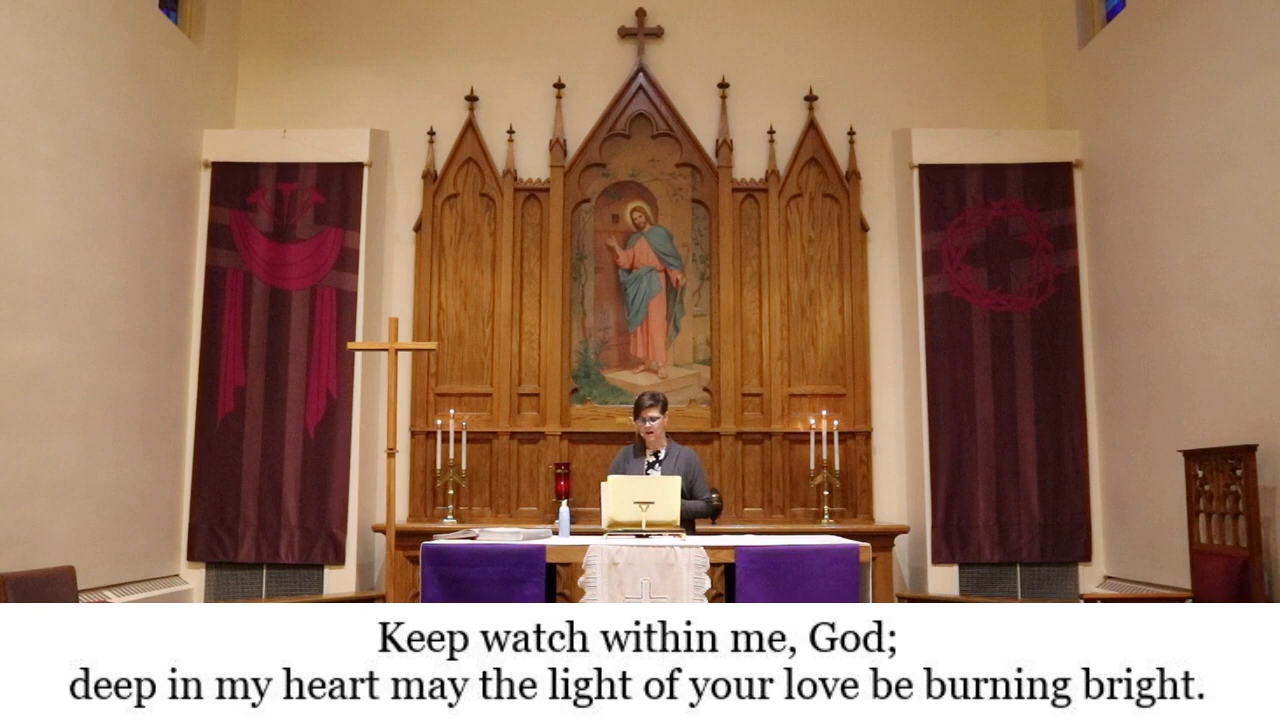 Keep watch within me, God;
deep in my heart may the light of your love be burning bright.